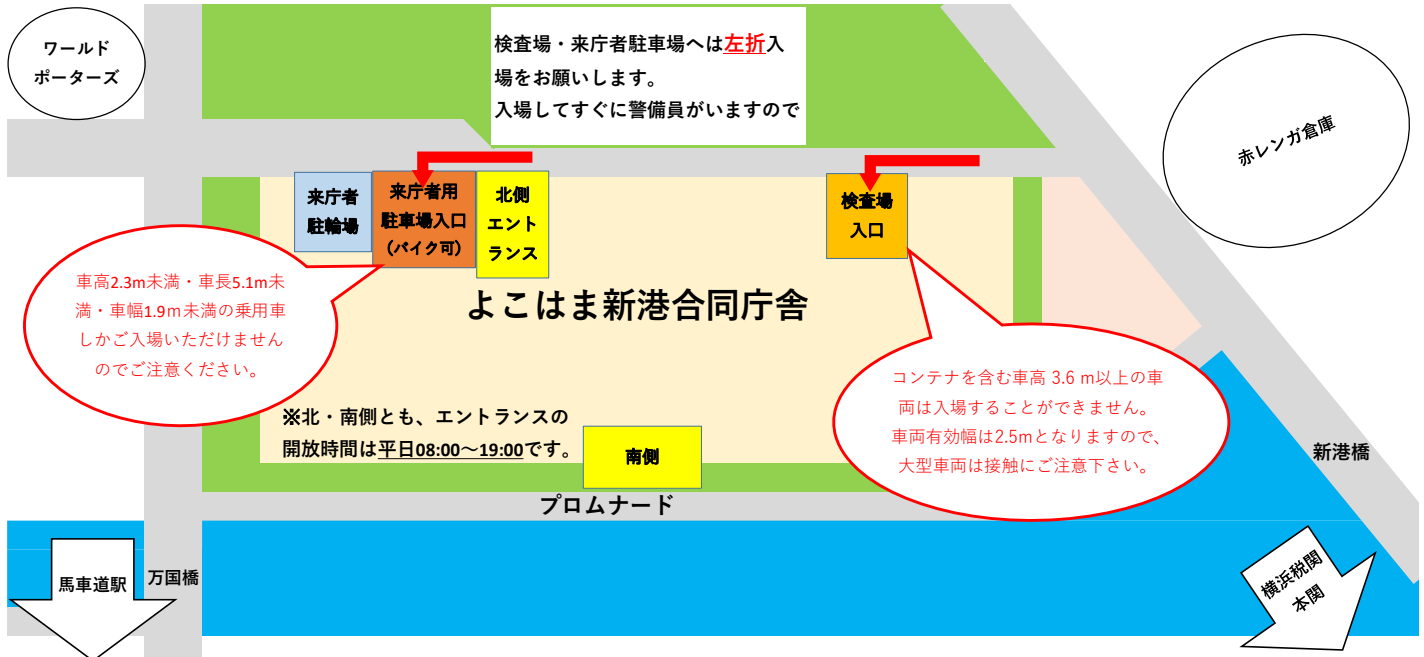 ワールド
ポーターズ
検査場・来庁者駐車場へは左折入
場をお願いします。
入場してすぐに警備員がいますので
赤レンガ倉庫
来庁者
駐輪場
来庁者用
駐車場入口
(バイク可)
北側
エント
ランス
検査場
入口
車高2.3m未満・車長5.1m未
満・車幅1.9m未満の乗用車
しかご入場いただけません
のでご注意ください。
よこはま新港合同庁舎
コンテナを含む車高 3.6 m以上の車
両は入場することができません。
車両有効幅は2.5mとなりますので、
大型車両は接触にご注意下さい。
※北・南側とも、エントランスの
開放時間は平日08:00～19:00です。
南側
新港橋
プロムナード
馬車道駅
万国橋
横浜税関
本関